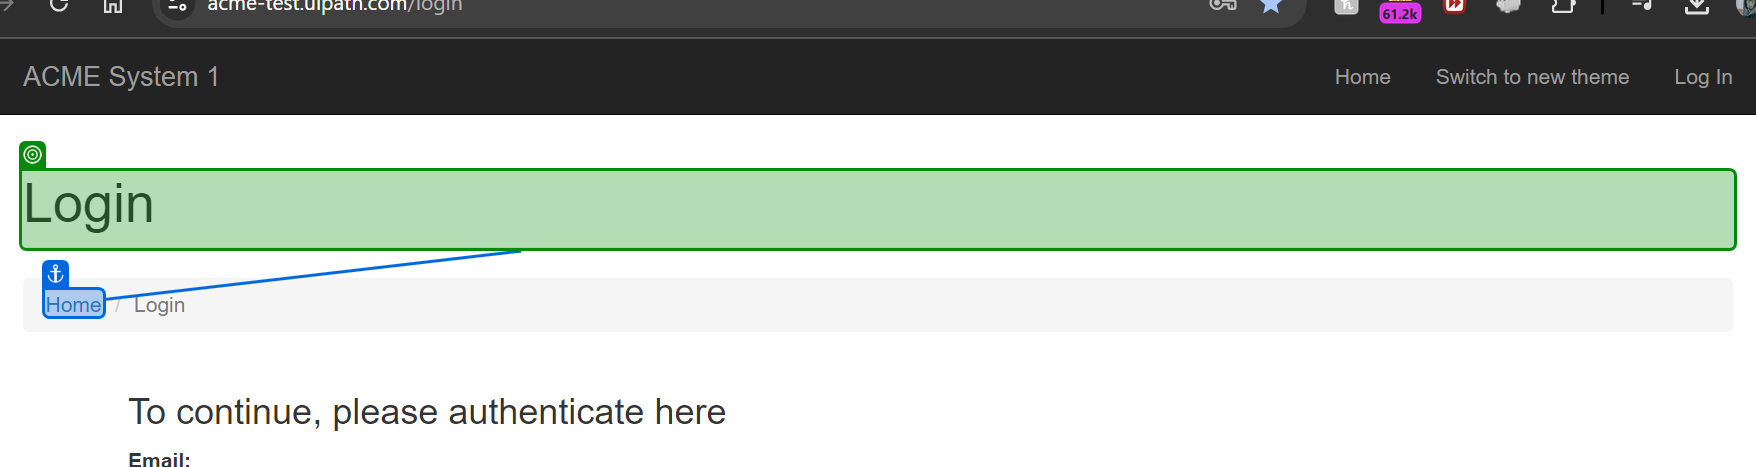 acme-test.uipath.com/login
61.2k
ACME System 1
Home
Switch to new theme
Log In
Login
Home / Login
To continue, please authenticate here
Email: